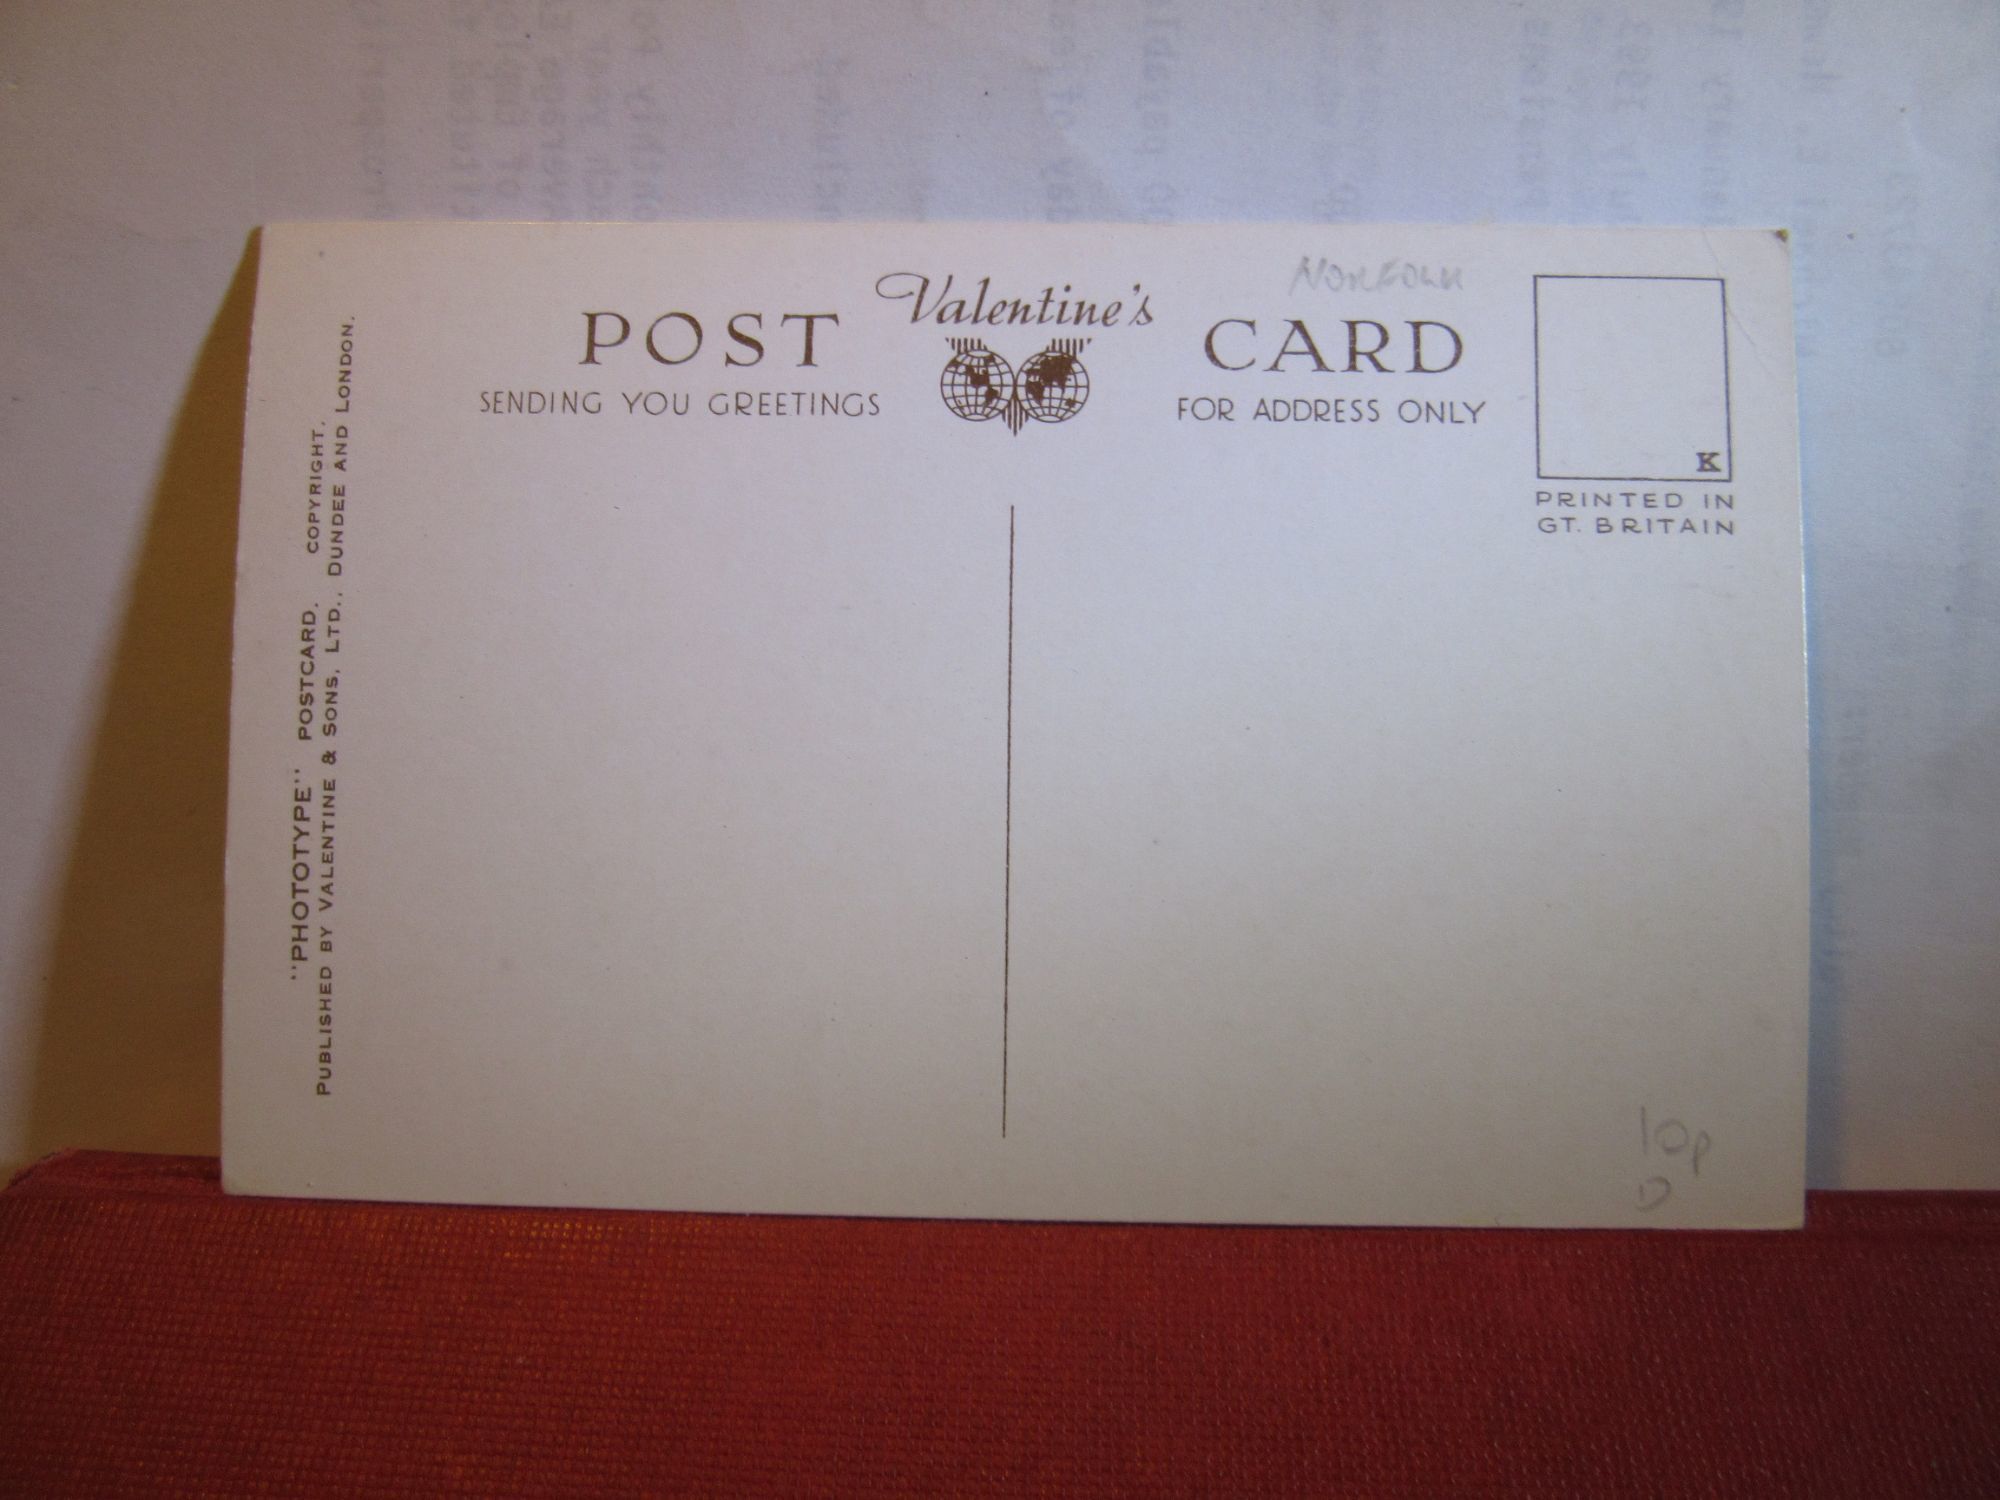 Valentine's
POST CARD
SENDING YOU GREETINGS
FOR ADDRESS ONLY
NORFOLK
K
PRINTED IN
GT. BRITAIN
"PHOTOTYPE" POSTCARD. COPYRIGHT.
PUBLISHED BY VALENTINE & SONS, LTD., DUNDEE AND LONDON.
10p
D